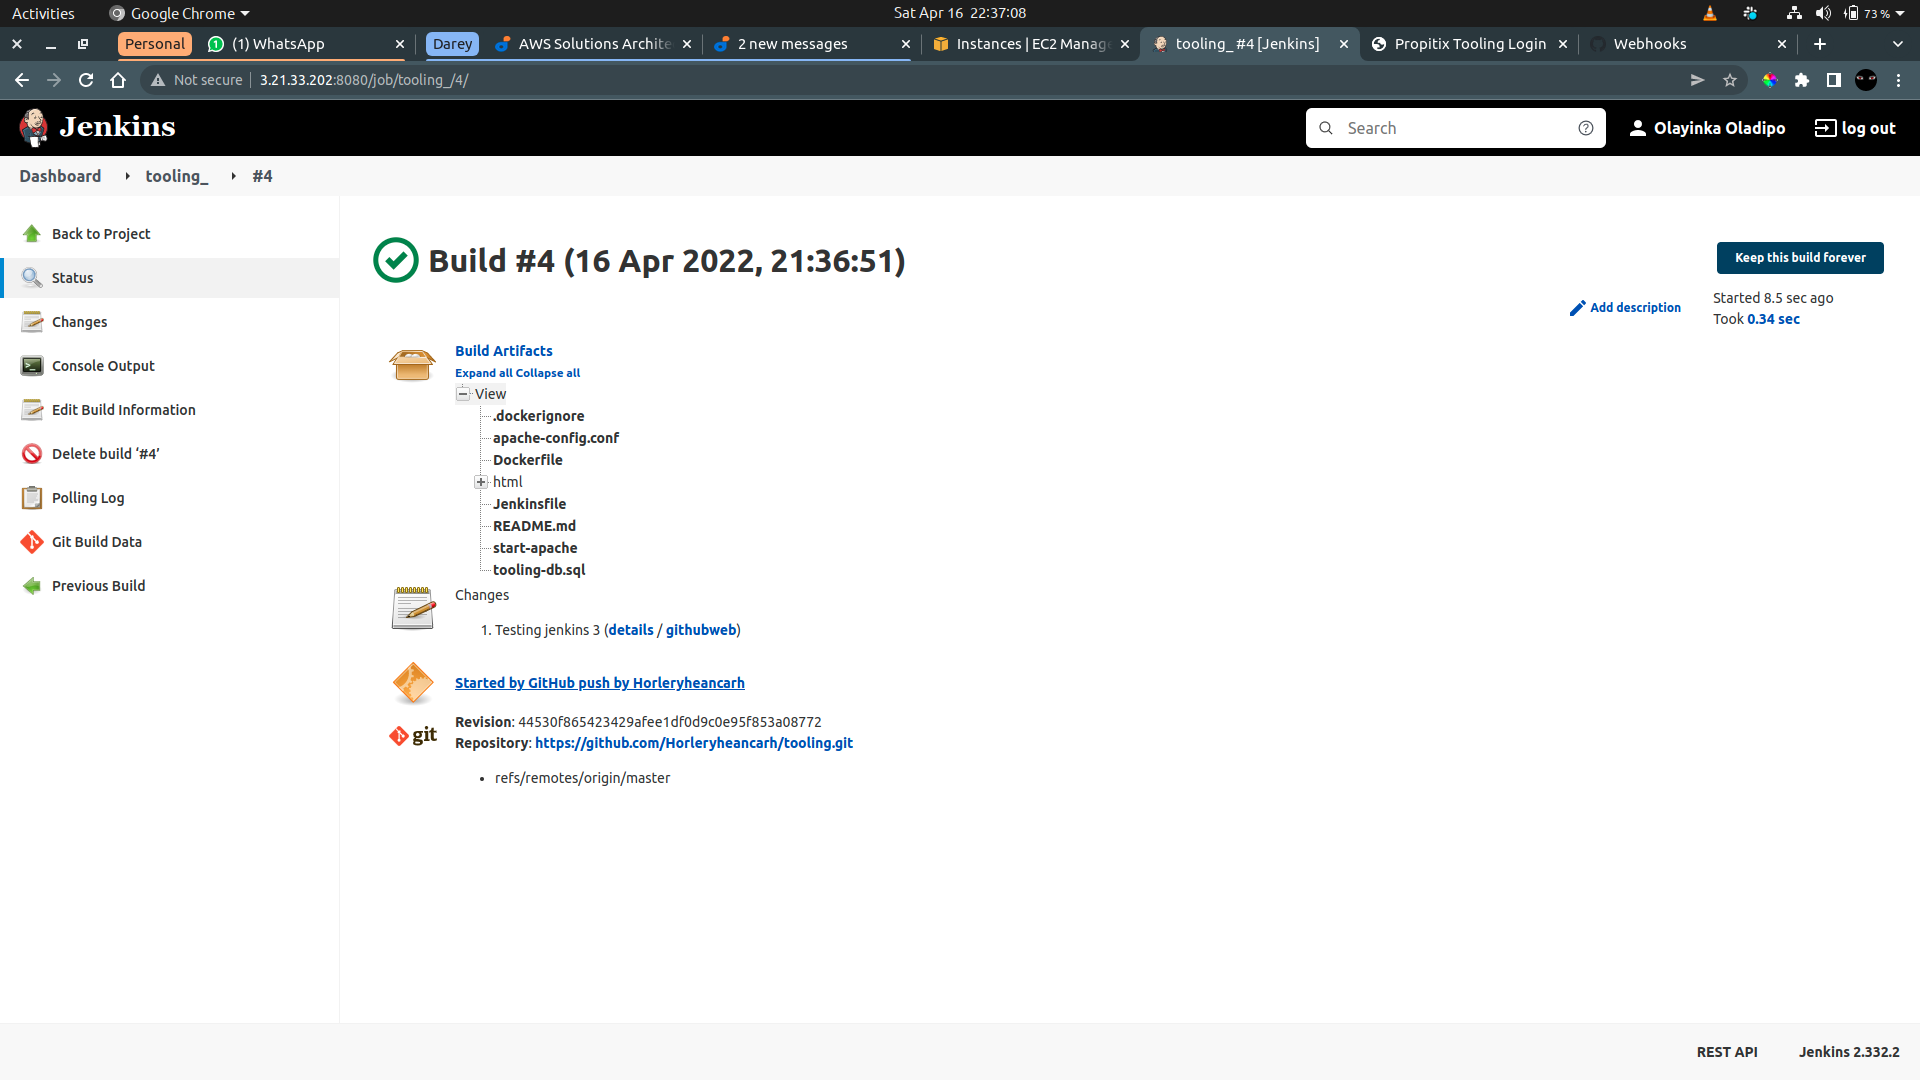 Activities
Google Chrome
Sat Apr 16 22:37:08
73 %
Personal
(1) WhatsApp
Darey
AWS Solutions Archite
2 new messages
Instances | EC2 Manag
tooling_ #4 [Jenkins]
Propitix Tooling Login
Webhooks
Not secure
3.21.33.202:8080/job/tooling_/4/
Jenkins
Search
Olayinka Oladipo
log out
Dashboard
tooling_
#4
Back to Project
Status
Changes
Console Output
Edit Build Information
Delete build ‘#4’
Polling Log
Git Build Data
Previous Build
Build #4 (16 Apr 2022, 21:36:51)
Keep this build forever
Add description
Started 8.5 sec ago
Took 0.34 sec
Build Artifacts
Expand all Collapse all
View
.dockerignore
apache-config.conf
Dockerfile
html
Jenkinsfile
README.md
start-apache
tooling-db.sql
Changes
1. Testing jenkins 3 (details / githubweb)
Started by GitHub push by Horleryheancarh
git
Revision: 44530f865423429afee1df0d9c0e95f853a08772
Repository: https://github.com/Horleryheancarh/tooling.git
• refs/remotes/origin/master
REST API
Jenkins 2.332.2